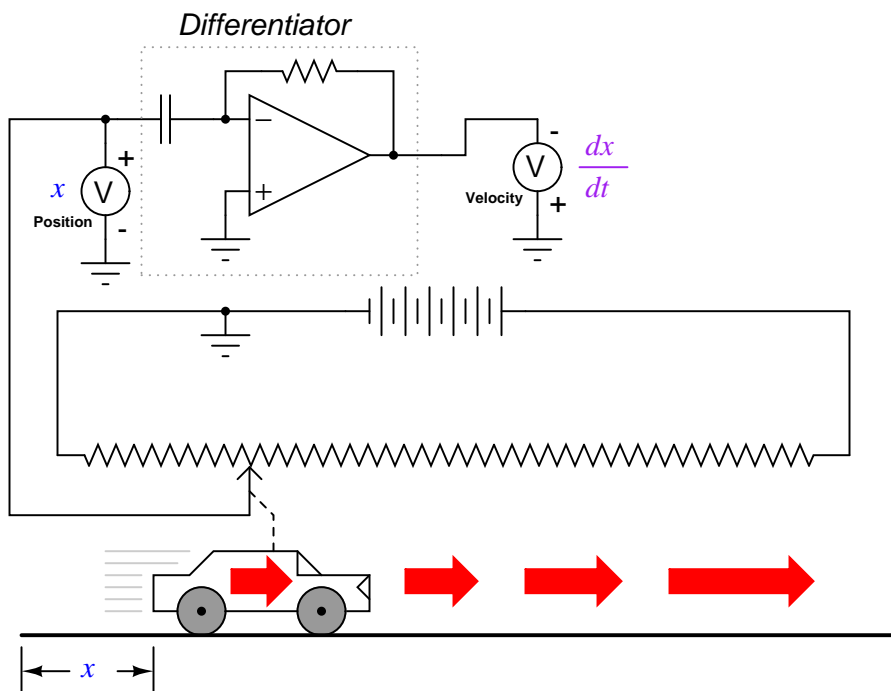 Differentiator
x
Position
+
V
-
−
+
-
V
+
Velocity
dx
dt
x